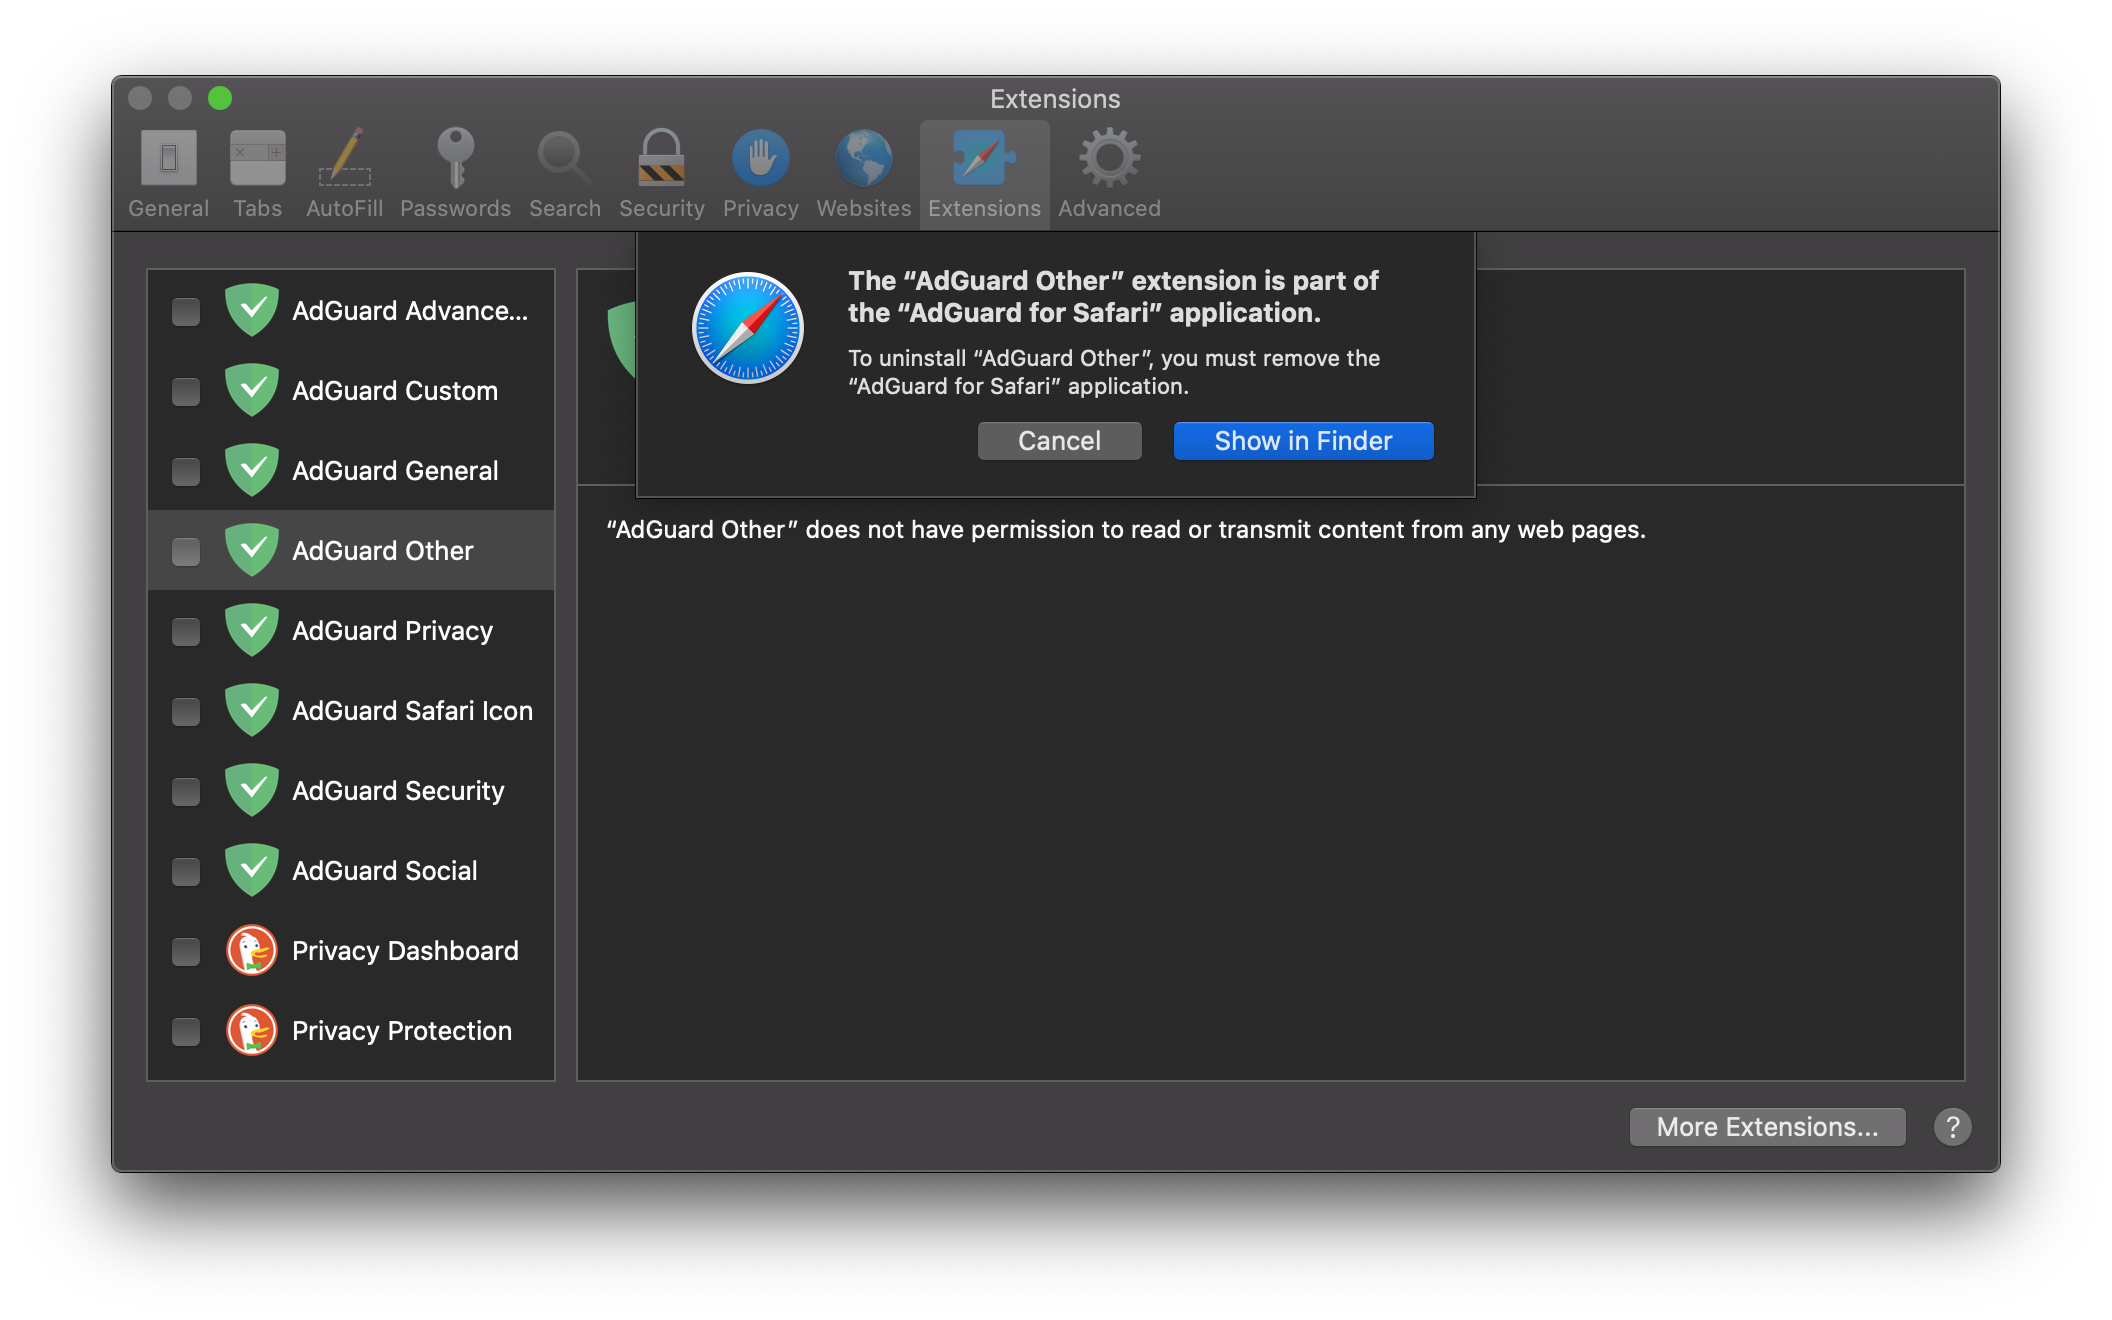 Extensions
General
Tabs
AutoFill
Passwords
Search
Security
Privacy
Websites
Extensions
Advanced
The “AdGuard Other” extension is part of
the “AdGuard for Safari” application.
To uninstall “AdGuard Other”, you must remove the
“AdGuard for Safari” application.
Cancel
Show in Finder
AdGuard Advance...
AdGuard Custom
AdGuard General
AdGuard Other
AdGuard Privacy
AdGuard Safari Icon
AdGuard Security
AdGuard Social
Privacy Dashboard
Privacy Protection
“AdGuard Other” does not have permission to read or transmit content from any web pages.
More Extensions...
?